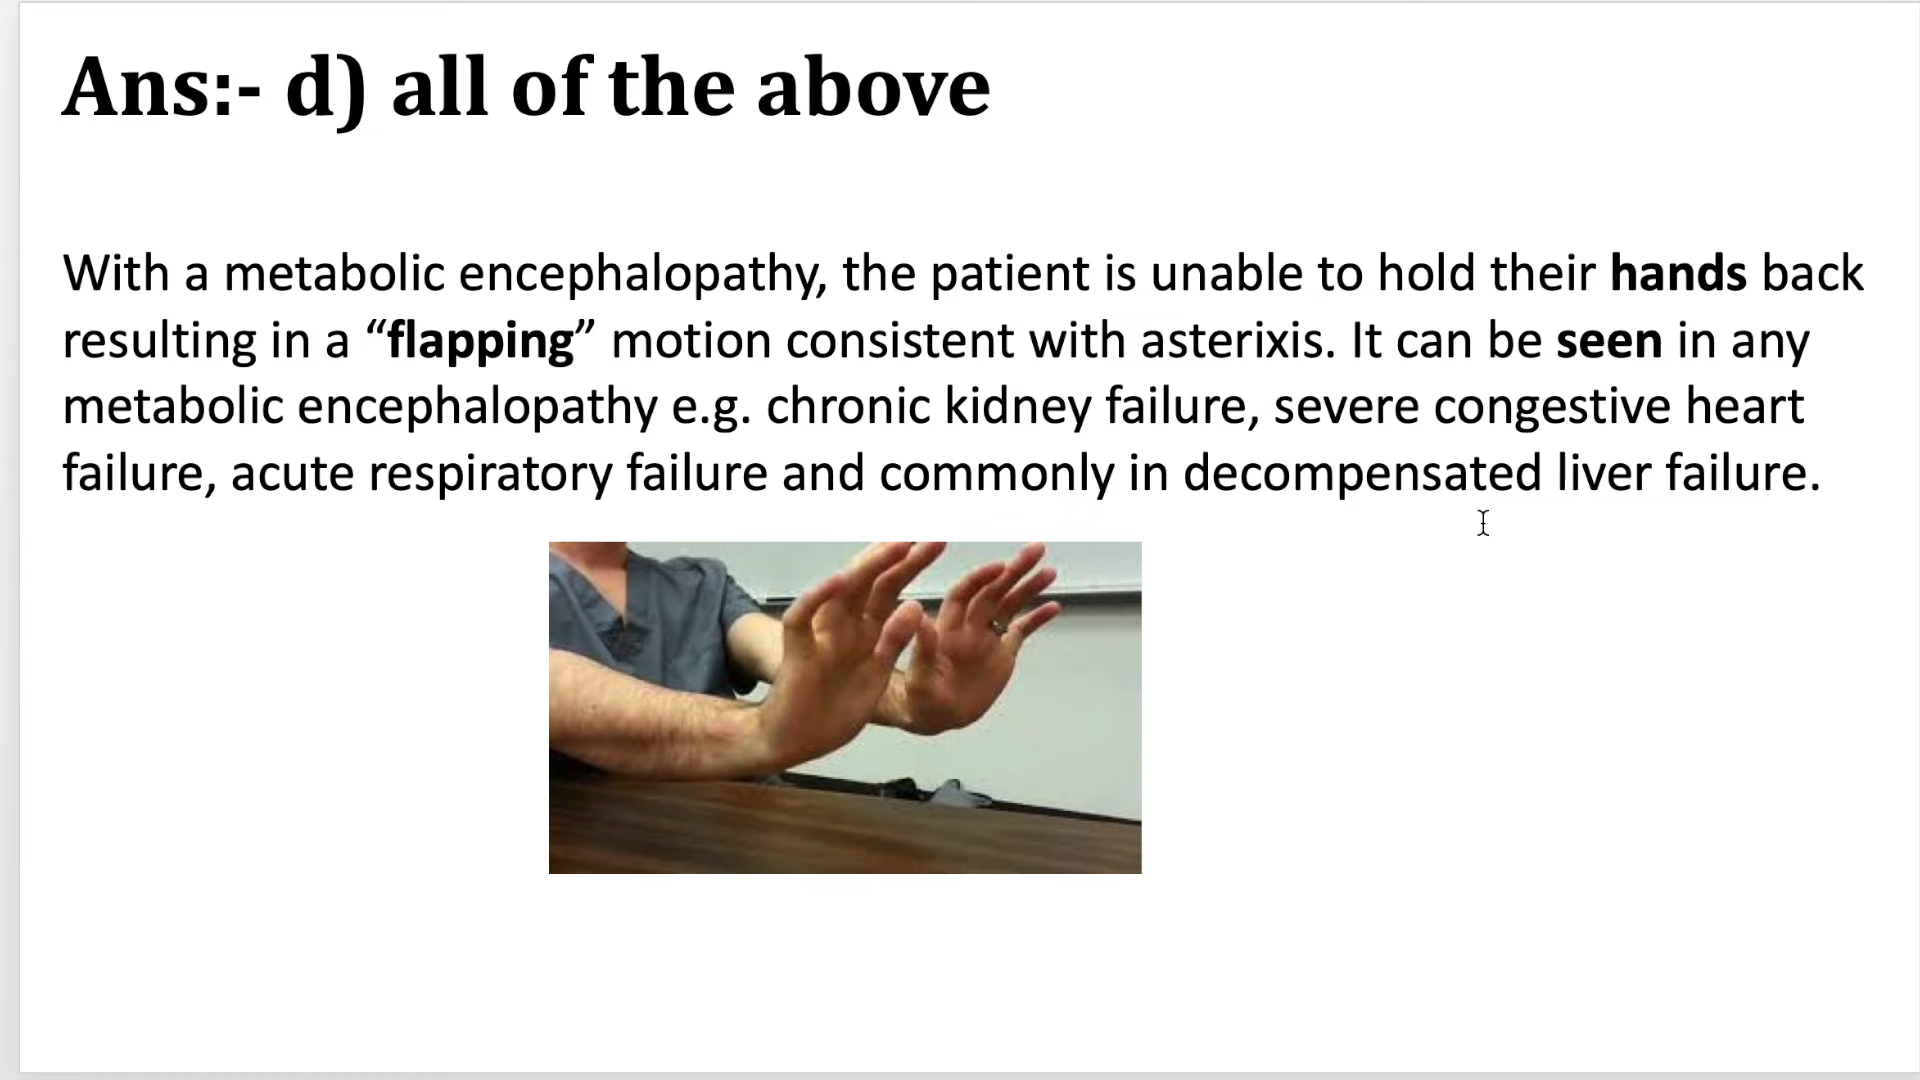 Ans:- d) all of the above
With a metabolic encephalopathy, the patient is unable to hold their hands back
resulting in a “flapping” motion consistent with asterixis. It can be seen in any
metabolic encephalopathy e.g. chronic kidney failure, severe congestive heart
failure, acute respiratory failure and commonly in decompensated liver failure.